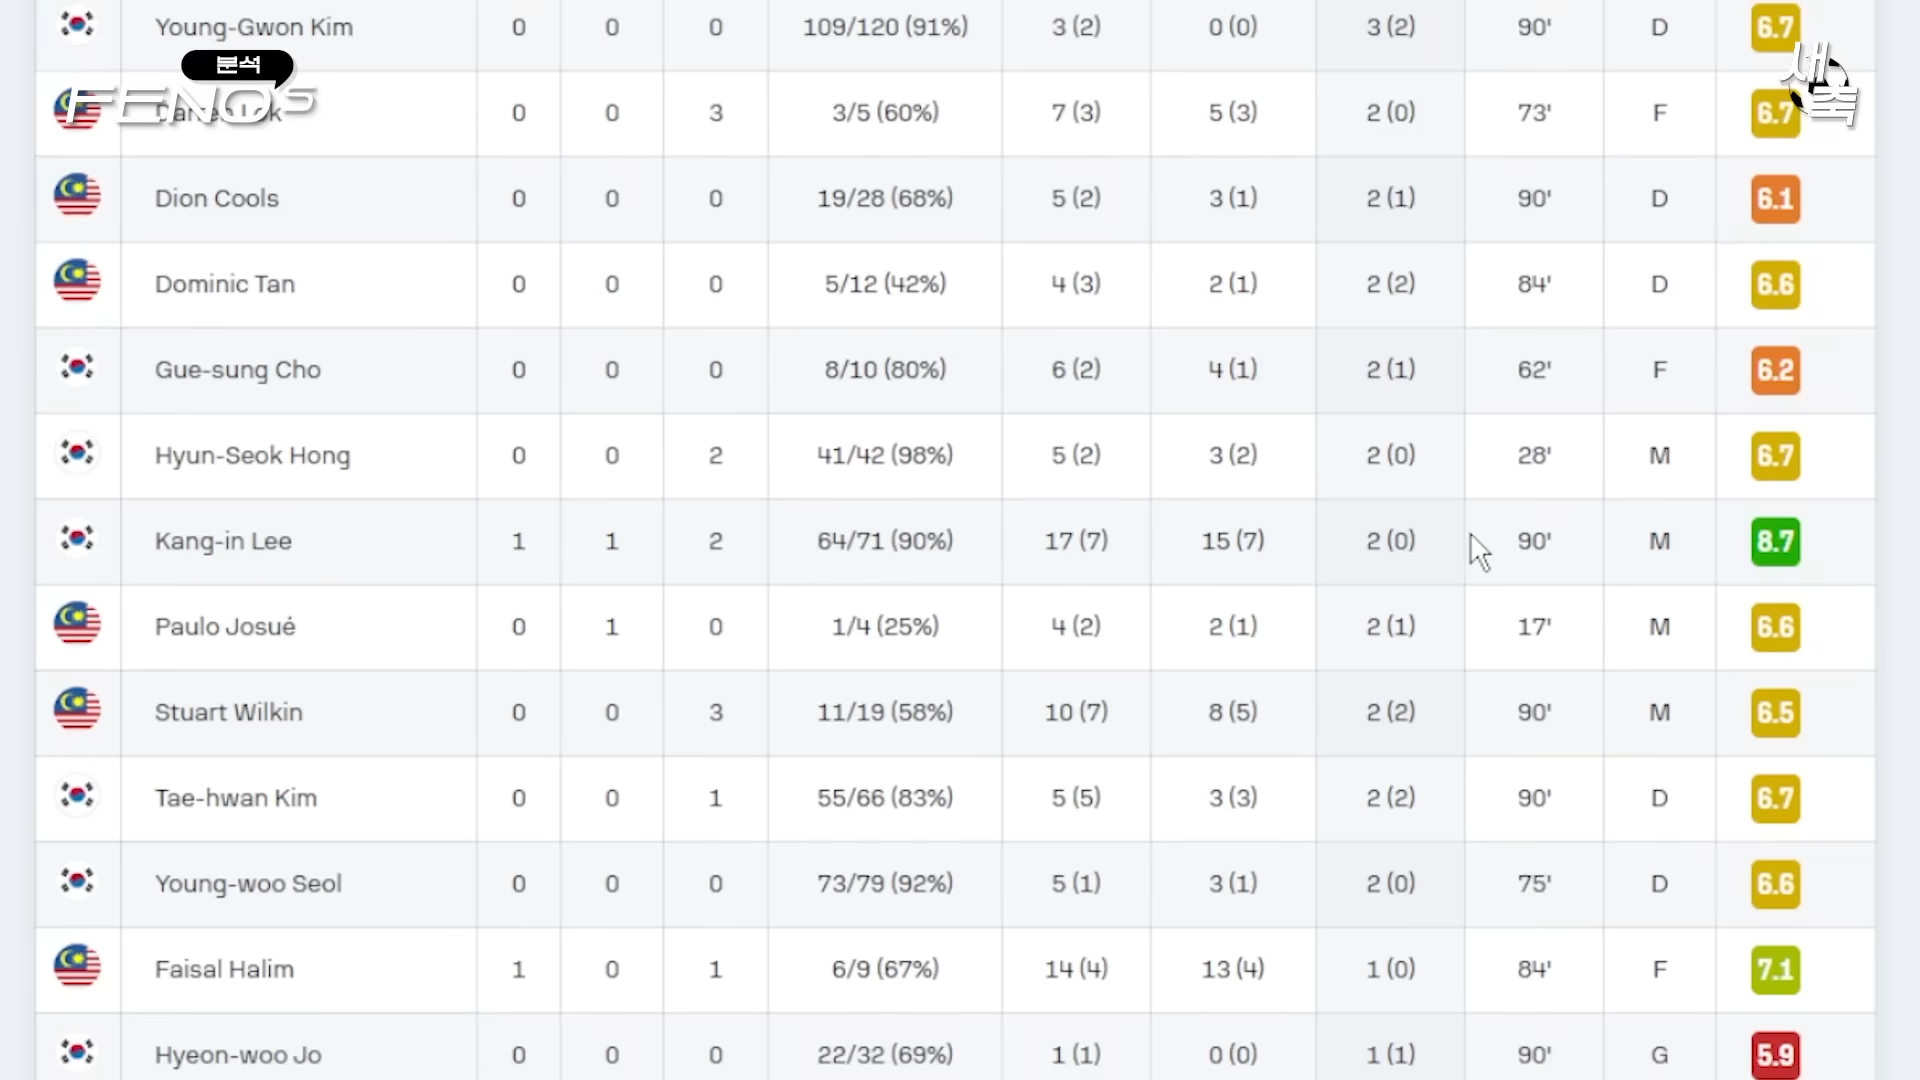 Young-Gwon Kim 0 0 0 109/120 (91%) 3 (2) 0 (0) 3 (2) 90' D 6.7
분석
FENOS
세축
0 0 3 3/5 (60%) 7 (3) 5 (3) 2 (0) 73' F 6.7
Dion Cools 0 0 0 19/28 (68%) 5 (2) 3 (1) 2 (1) 90' D 6.1
Dominic Tan 0 0 0 5/12 (42%) 4 (3) 2 (1) 2 (2) 84' D 6.6
Gue-sung Cho 0 0 0 8/10 (80%) 6 (2) 4 (1) 2 (1) 62' F 6.2
Hyun-Seok Hong 0 0 2 41/42 (98%) 5 (2) 3 (2) 2 (0) 28' M 6.7
Kang-in Lee 1 1 2 64/71 (90%) 17 (7) 15 (7) 2 (0) 90' M 8.7
Paulo Josué 0 1 0 1/4 (25%) 4 (2) 2 (1) 2 (1) 17' M 6.6
Stuart Wilkin 0 0 3 11/19 (58%) 10 (7) 8 (5) 2 (2) 90' M 6.5
Tae-hwan Kim 0 0 1 55/66 (83%) 5 (5) 3 (3) 2 (2) 90' D 6.7
Young-woo Seol 0 0 0 73/79 (92%) 5 (1) 3 (1) 2 (0) 75' D 6.6
Faisal Halim 1 0 1 6/9 (67%) 14 (4) 13 (4) 1 (0) 84' F 7.1
Hyeon-woo Jo 0 0 0 22/32 (69%) 1 (1) 0 (0) 1 (1) 90' G 5.9